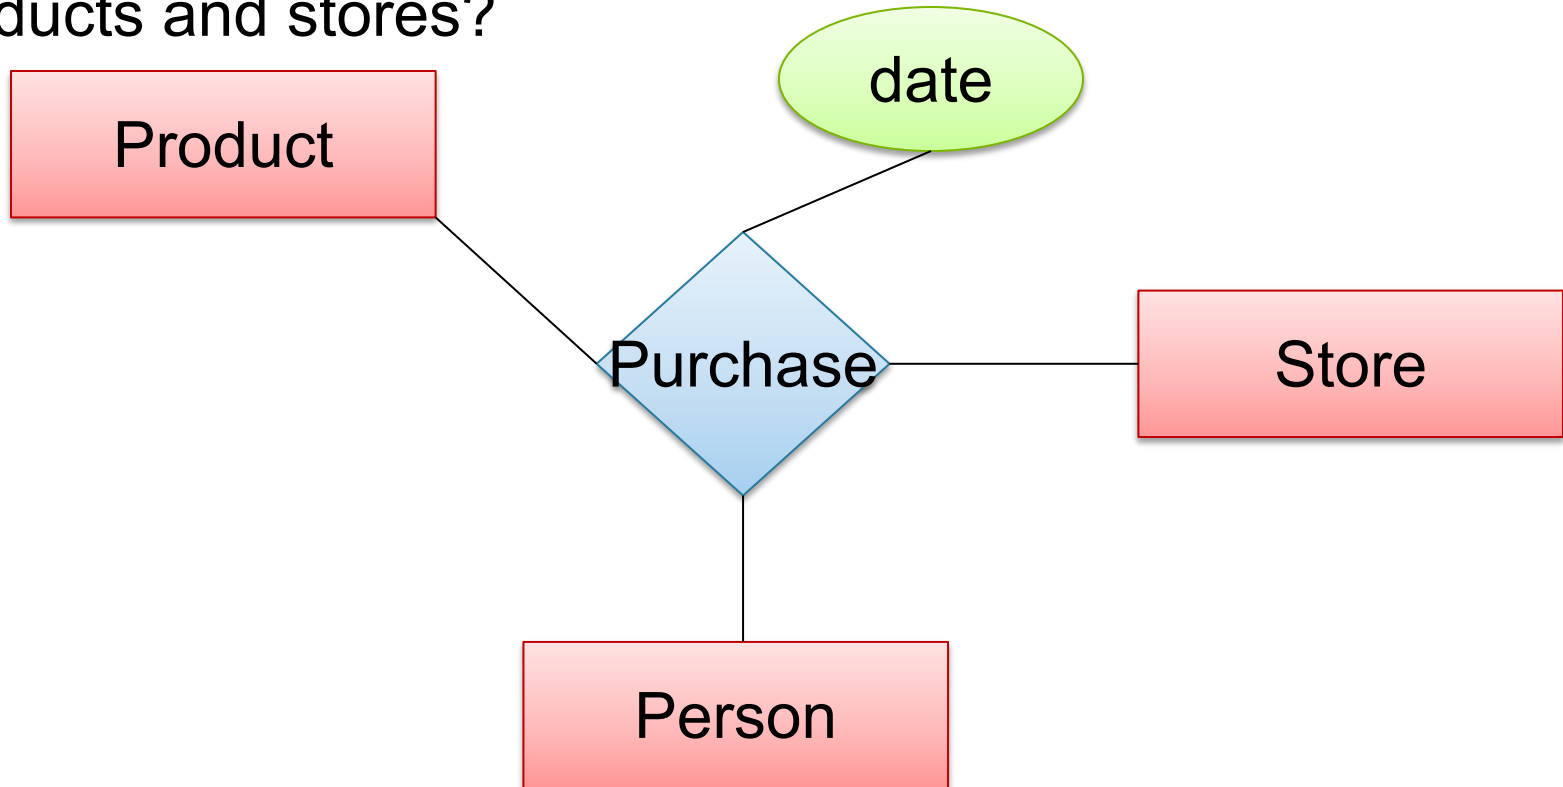 ducts and stores?
date
Product
Purchase
Store
Person